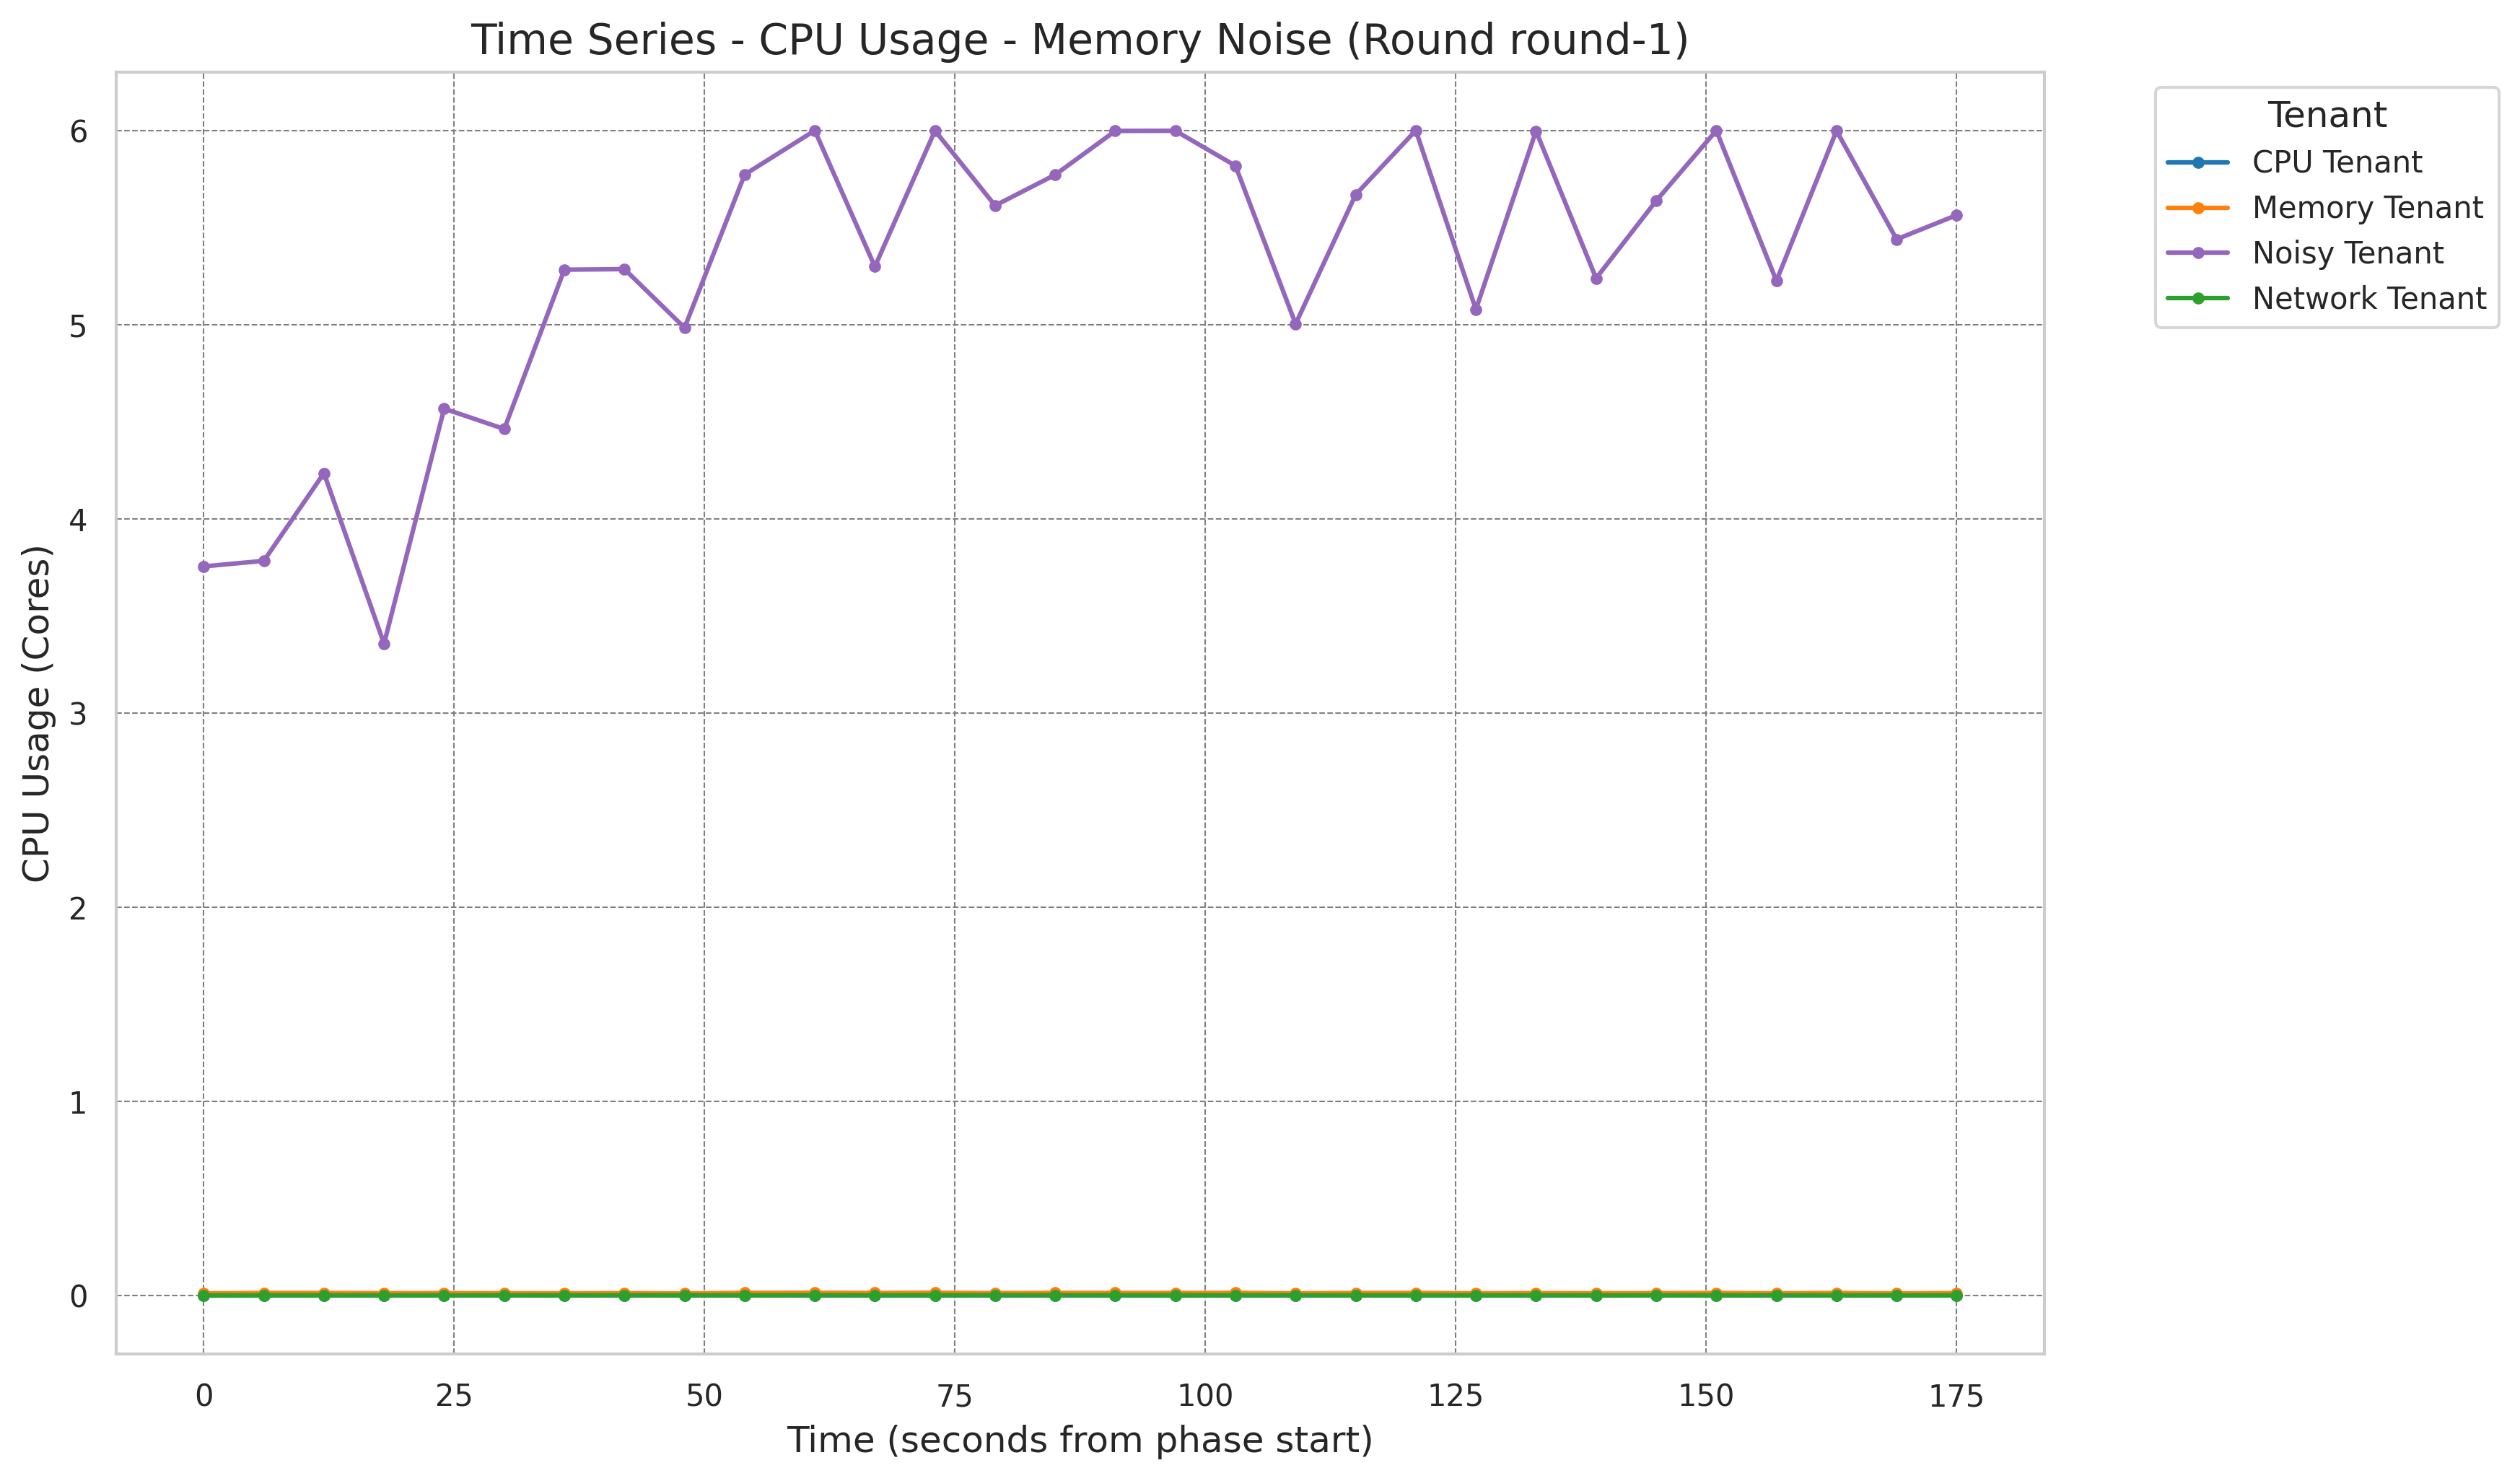 Time Series - CPU Usage - Memory Noise (Round round-1)
Tenant
CPU Tenant
Memory Tenant
Noisy Tenant
Network Tenant
CPU Usage (Cores)
6
5
4
3
2
1
0
0 25 50 75 100 125 150 175
Time (seconds from phase start)